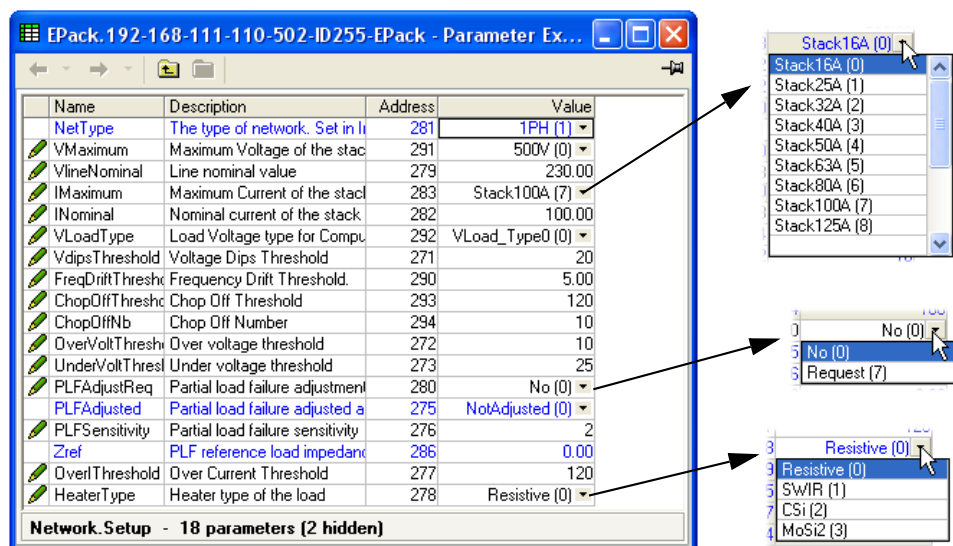 EPack.192-168-111-110-502-ID255-EPack - Parameter Ex...
Name Description Address Value
NetType The type of network. Set in 281 1PH (1)
VMaximum Maximum Voltage of the stac 291 500V (0)
VlineNominal Line nominal value 279 230.00
IMaximum Maximum Current of the stac 283 Stack100A (7)
INominal Nominal current of the stack 282 100.00
VLoadType Load Voltage type for Compu 292 VLoad_Type0 (0)
VdipsThreshold Voltage Dips Threshold 271 20
FreqDriftThresh Frequency Drift Threshold. 290 5.00
ChopOffThresh Chop Off Threshold 293 120
ChopOffNb Chop Off Number 294 10
OverVoltThresh Over voltage threshold 272 10
UnderVoltThresl Under voltage threshold 273 25
PLFAdjustReq Partial load failure adjustment 280 No (0)
PLFAdjusted Partial load failure adjusted a 275 NotAdjusted (0)
PLFSensitivity Partial load failure sensitivity 276 2
Zref PLF reference load impedanc 286 0.00
OverIThreshold Over Current Threshold 277 120
HeaterType Heater type of the load 278 Resistive (0)
Network.Setup - 18 parameters (2 hidden)
Stack16A (0)
Stack16A (0)
Stack25A (1)
Stack32A (2)
Stack40A (3)
Stack50A (4)
Stack63A (5)
Stack80A (6)
Stack100A (7)
Stack125A (8)
No (0)
No (0)
Request (7)
Resistive (0)
Resistive (0)
SWIR (1)
CSi (2)
MoSi2 (3)